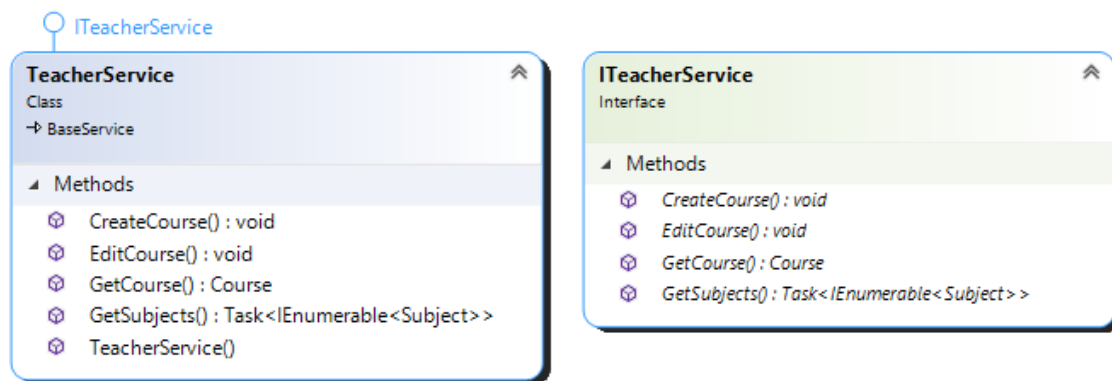 ITeacherService
TeacherService
Class
BaseService
Methods
CreateCourse() : void
EditCourse() : void
GetCourse() : Course
GetSubjects() : Task<IEnumerable<Subject>>
TeacherService()
ITeacherService
Interface
Methods
CreateCourse() : void
EditCourse() : void
GetCourse() : Course
GetSubjects() : Task<IEnumerable<Subject>>